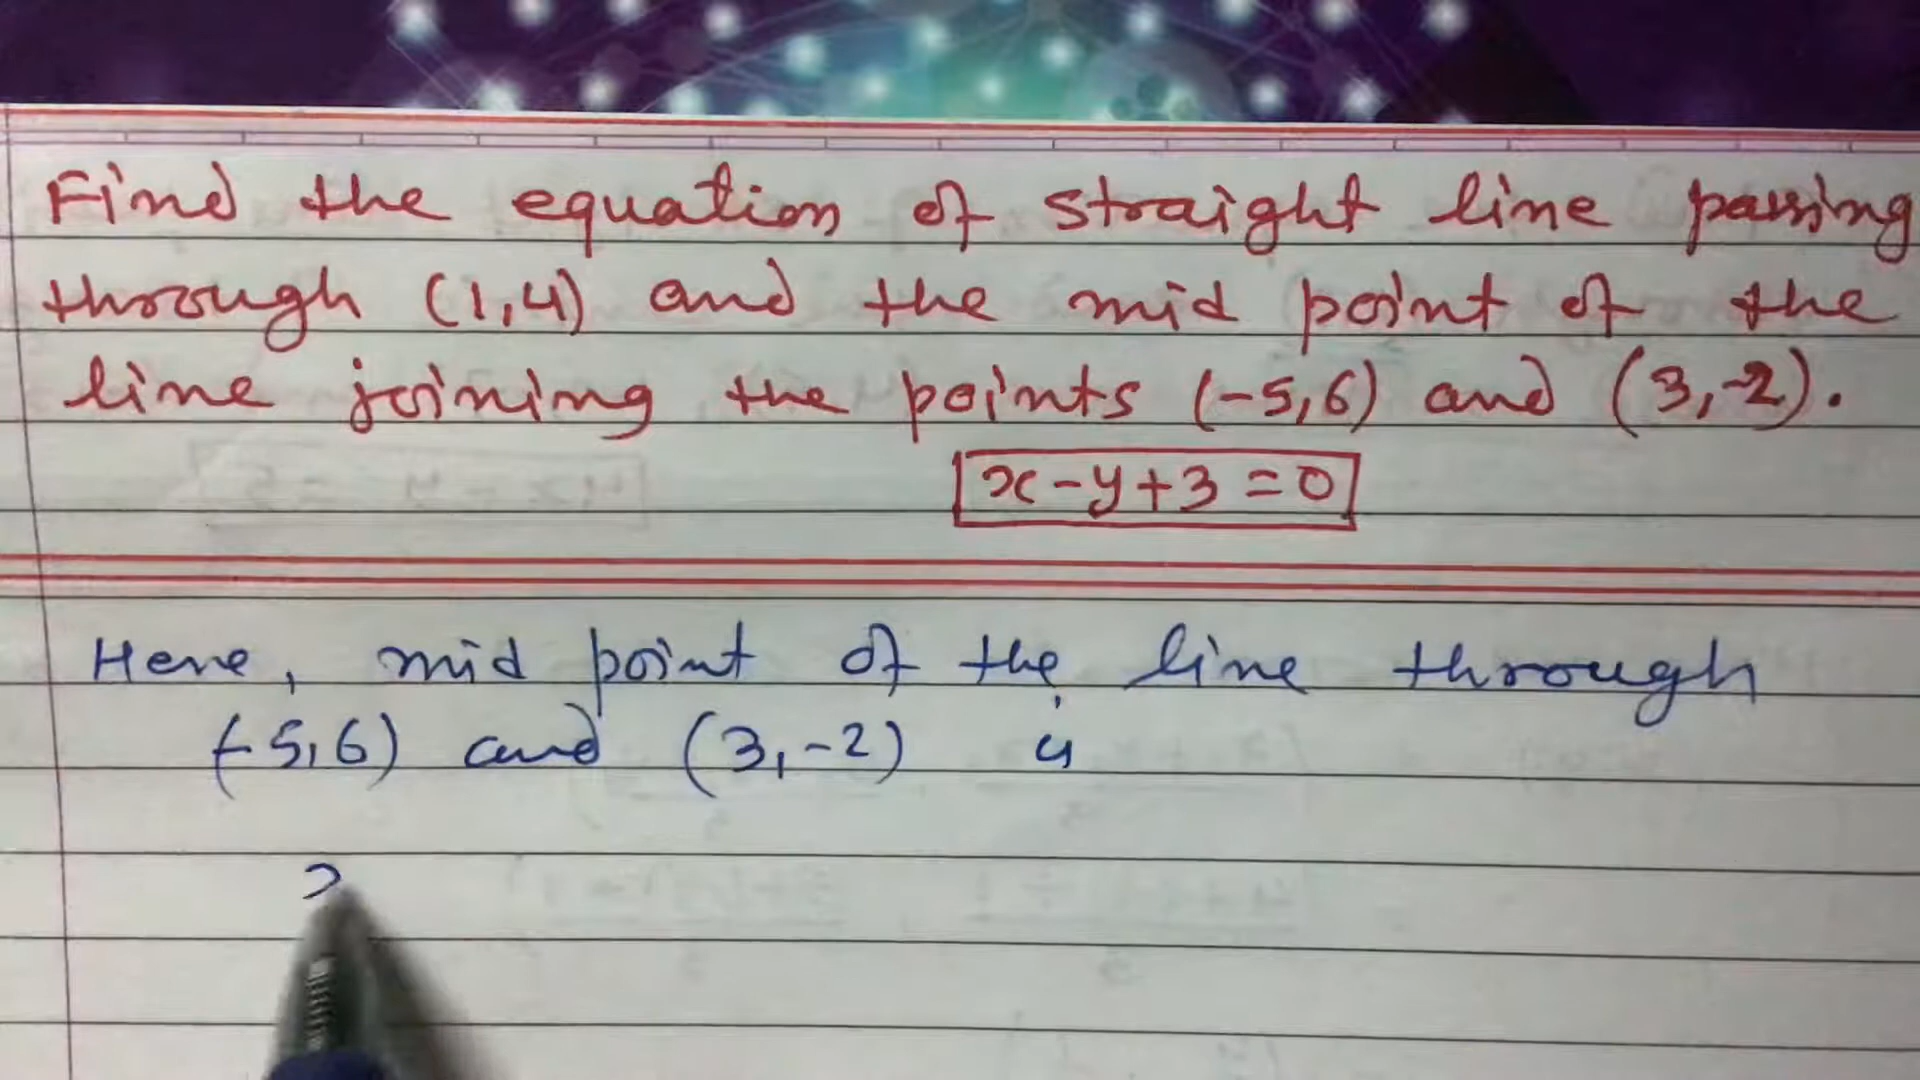 Find the equation of straight line passing
through (1,4) and the mid point of the
line joining the points (-5,6) and (3,-2).
x-y+3=0
Here, mid point of the line through
(-5,6) and (3,-2) is